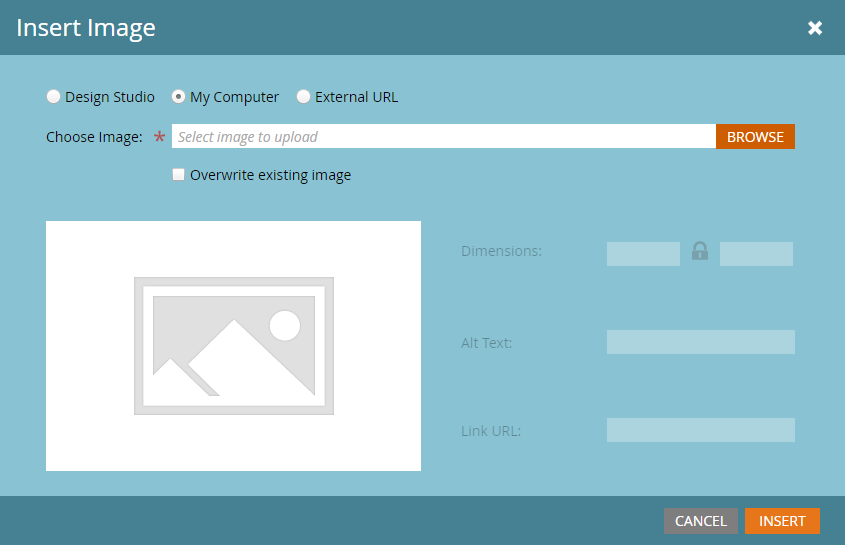 Insert Image
Design Studio My Computer External URL
Choose Image: * Select image to upload BROWSE
Overwrite existing image
Dimensions:
Alt Text:
Link URL:
CANCEL INSERT